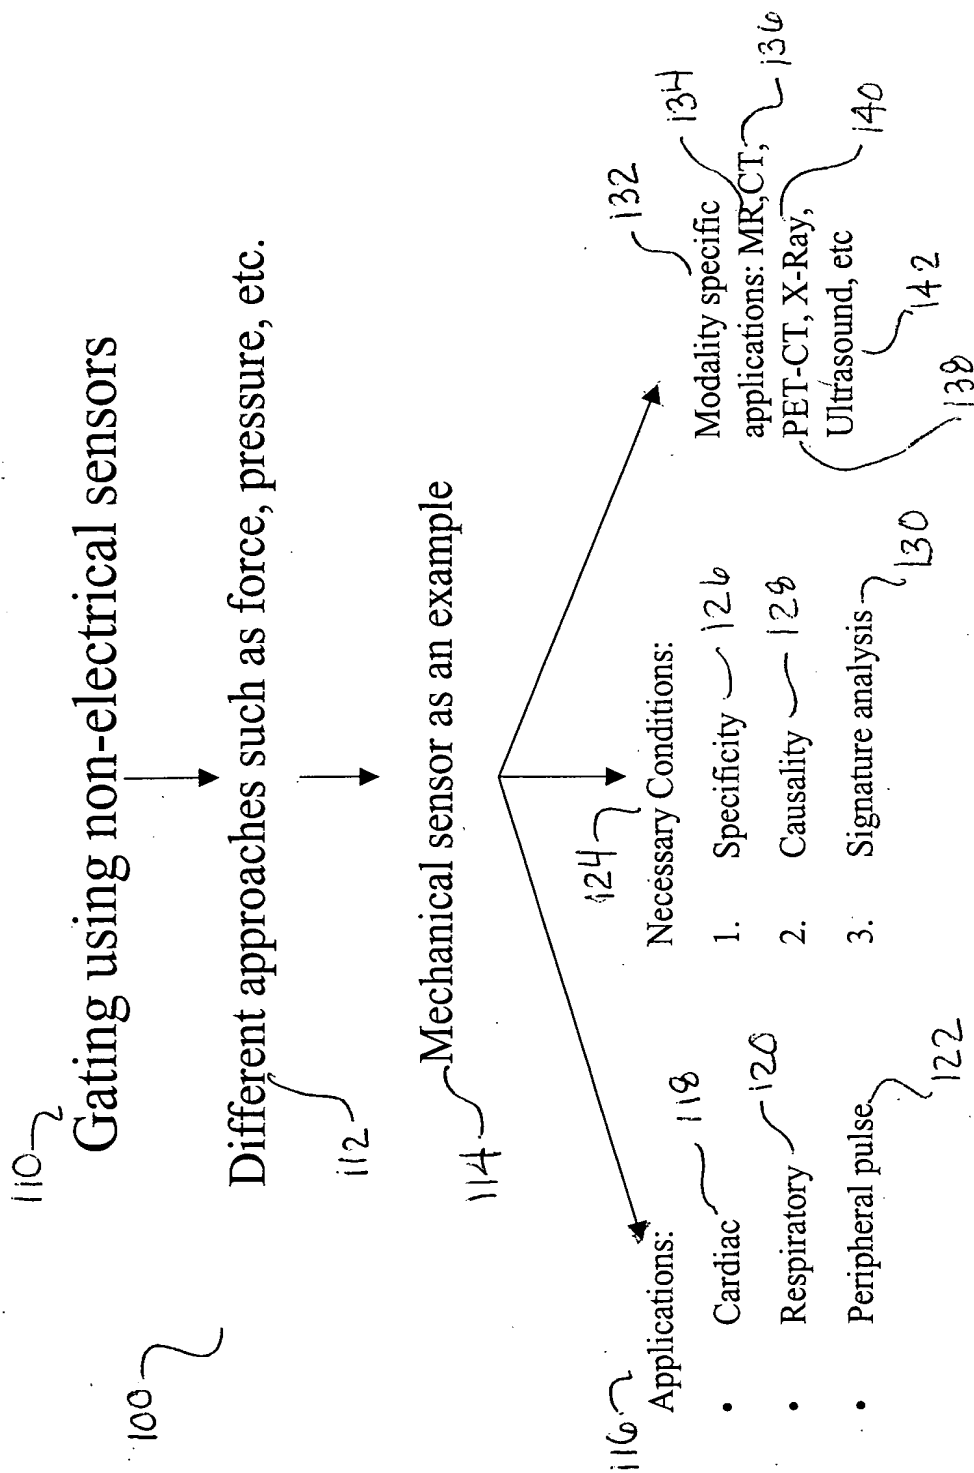 100
110
Gating using non-electrical sensors
Different approaches such as force, pressure, etc.
112
114
Mechanical sensor as an example
116
Applications:
• Cardiac 118
• Respiratory 120
• Peripheral pulse 122
124
Necessary Conditions:
1. Specificity 126
2. Causality 128
3. Signature analysis 130
132
Modality specific
134
applications: MR,CT, 136
PET-CT, X-Ray, 140
Ultrasound, etc
138
142